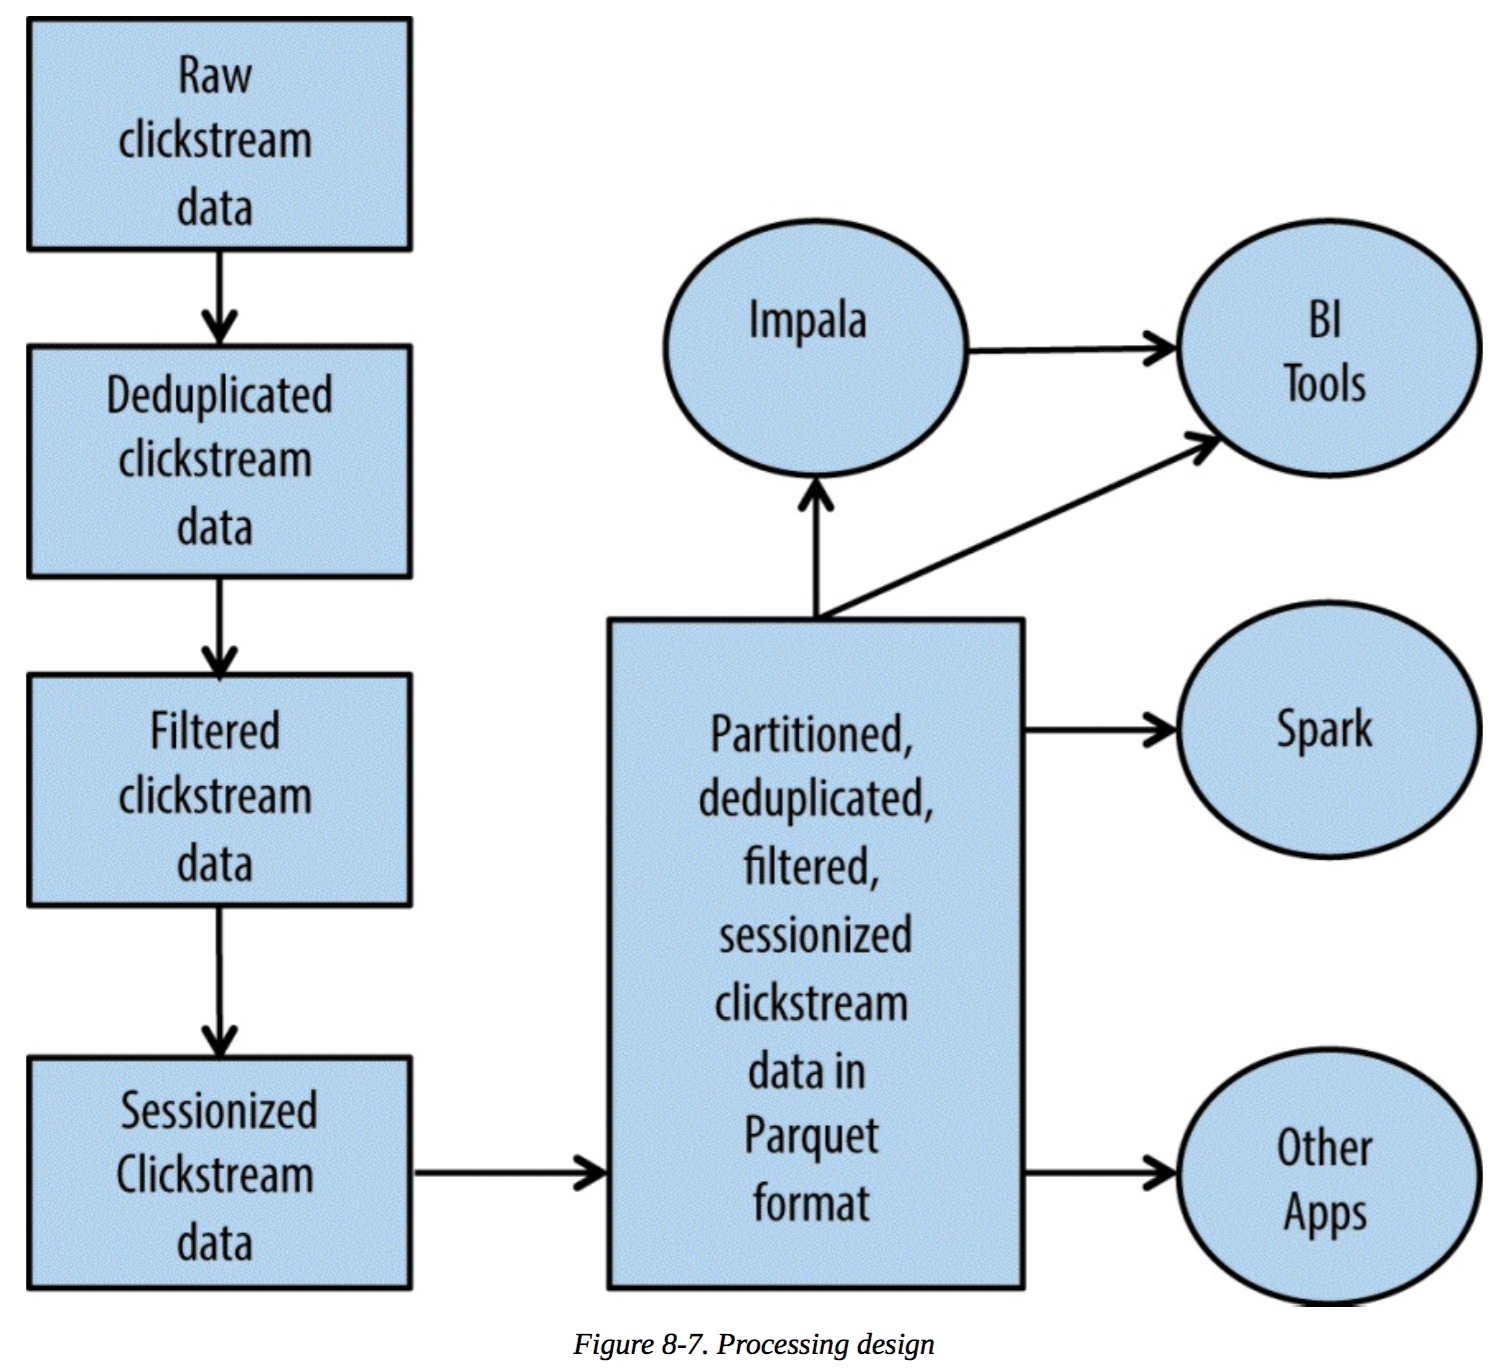 Raw
clickstream
data
Deduplicated
clickstream
data
Filtered
clickstream
data
Sessionized
Clickstream
data
Partitioned,
deduplicated,
filtered,
sessionized
clickstream
data in
Parquet
format
Impala
BI
Tools
Spark
Other
Apps
Figure 8-7. Processing design